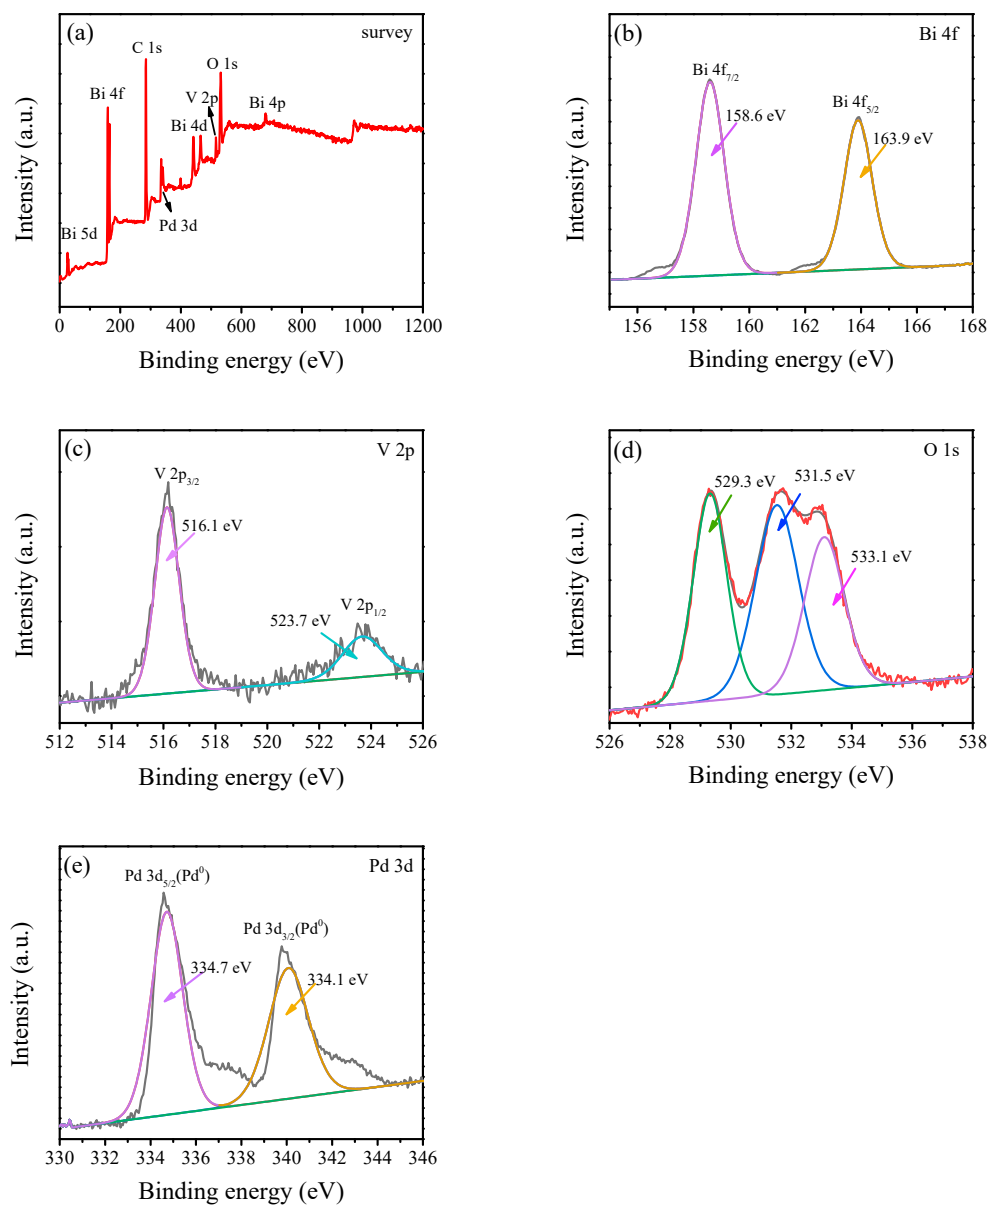 (a)
survey
C 1s
O 1s
Bi 4f
V 2p
Bi 4p
Bi 4d
Pd 3d
Bi 5d
Intensity (a.u.)
0 200 400 600 800 1000 1200
Binding energy (eV)
(b)
Bi 4f
Bi 4f7/2
Bi 4f5/2
158.6 eV
163.9 eV
Intensity (a.u.)
156 158 160 162 164 166 168
Binding energy (eV)
(c)
V 2p
V 2p3/2
516.1 eV
V 2p1/2
523.7 eV
Intensity (a.u.)
512 514 516 518 520 522 524 526
Binding energy (eV)
(d)
O 1s
529.3 eV
531.5 eV
533.1 eV
Intensity (a.u.)
526 528 530 532 534 536 538
Binding energy (eV)
(e)
Pd 3d
Pd 3d5/2(Pd0)
Pd 3d3/2(Pd0)
334.7 eV
334.1 eV
Intensity (a.u.)
330 332 334 336 338 340 342 344 346
Binding energy (eV)